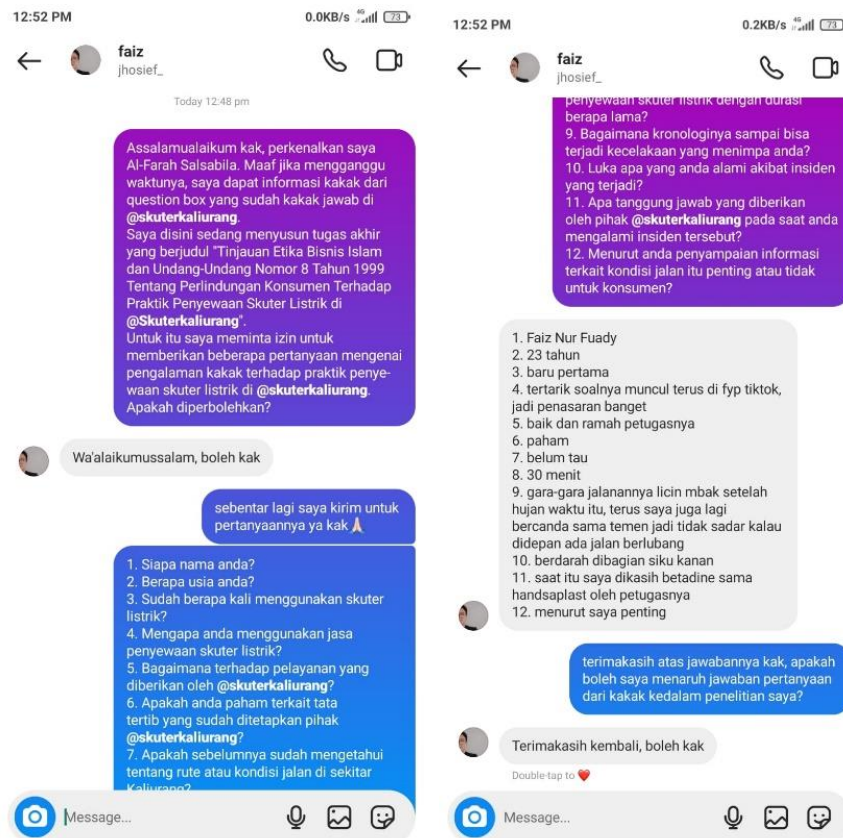 12:52 PM
0.0KB/s 4G 73
faiz
jhosief_
Today 12:48 pm
Assalamualaikum kak, perkenalkan saya
Al-Farah Salsabila. Maaf jika mengganggu
waktunya, saya dapat informasi kakak dari
question box yang sudah kakak jawab di
@skuterkaliurang.
Saya disini sedang menyusun tugas akhir
yang berjudul "Tinjauan Etika Bisnis Islam
dan Undang-Undang Nomor 8 Tahun 1999
Tentang Perlindungan Konsumen Terhadap
Praktik Penyewaan Skuter Listrik di
@Skuterkaliurang".
Untuk itu saya meminta izin untuk
memberikan beberapa pertanyaan mengenai
pengalaman kakak terhadap praktik penye-
waan skuter listrik di @skuterkaliurang.
Apakah diperbolehkan?
Wa'alaikumussalam, boleh kak
sebentar lagi saya kirim untuk
pertanyaannya ya kak🙏🏻
1. Siapa nama anda?
2. Berapa usia anda?
3. Sudah berapa kali menggunakan skuter
listrik?
4. Mengapa anda menggunakan jasa
penyewaan skuter listrik?
5. Bagaimana terhadap pelayanan yang
diberikan oleh @skuterkaliurang?
6. Apakah anda paham terkait tata
tertib yang sudah ditetapkan pihak
@skuterkaliurang?
7. Apakah sebelumnya sudah mengetahui
tentang rute atau kondisi jalan di sekitar
Kaliurang?
Message...
12:52 PM
0.2KB/s 4G 73
faiz
jhosief_
penyewaan skuter listrik dengan durasi
berapa lama?
9. Bagaimana kronologinya sampai bisa
terjadi kecelakaan yang menimpa anda?
10. Luka apa yang anda alami akibat insiden
yang terjadi?
11. Apa tanggung jawab yang diberikan
oleh pihak @skuterkaliurang pada saat anda
mengalami insiden tersebut?
12. Menurut anda penyampaian informasi
terkait kondisi jalan itu penting atau tidak
untuk konsumen?
1. Faiz Nur Fuady
2. 23 tahun
3. baru pertama
4. tertarik soalnya muncul terus di fyp tiktok,
jadi penasaran banget
5. baik dan ramah petugasnya
6. paham
7. belum tau
8. 30 menit
9. gara-gara jalanannya licin mbak setelah
hujan waktu itu, terus saya juga lagi
bercanda sama temen jadi tidak sadar kalau
didepan ada jalan berlubang
10. berdarah dibagian siku kanan
11. saat itu saya dikasih betadine sama
handsaplast oleh petugasnya
12. menurut saya penting
terimakasih atas jawabannya kak, apakah
boleh saya menaruh jawaban pertanyaan
dari kakak kedalam penelitian saya?
Terimakasih kembali, boleh kak
Double-tap to ❤️
Message...